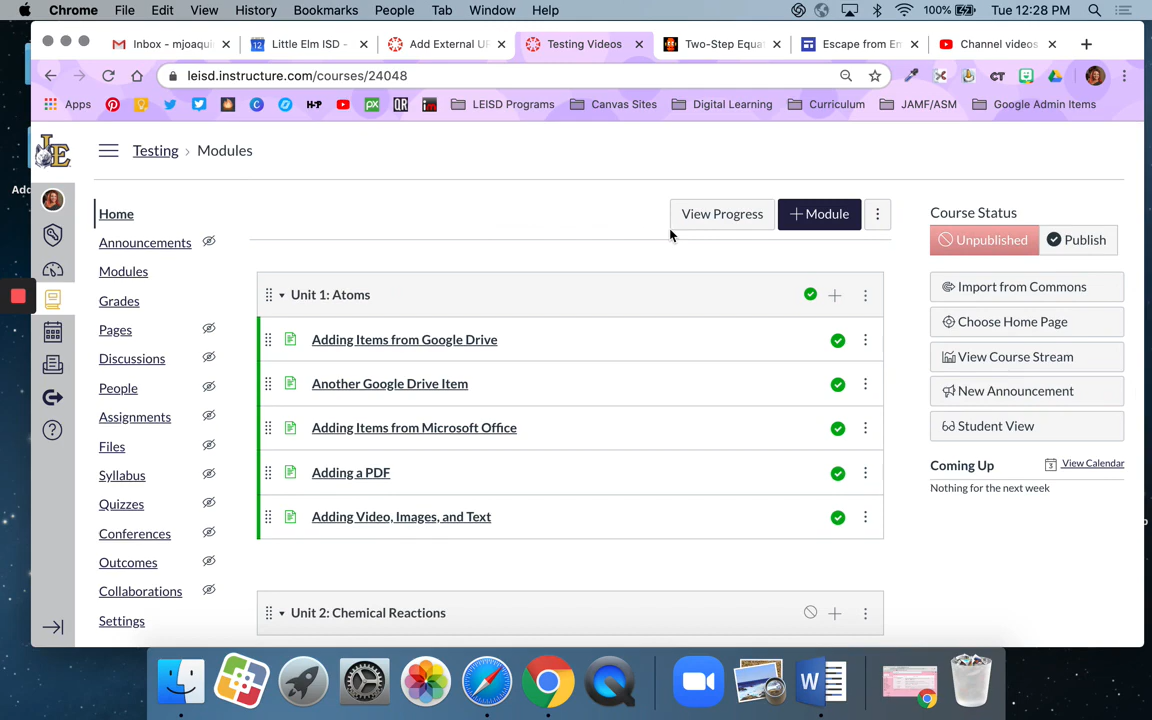 Chrome File Edit View History Bookmarks People Tab Window Help 100% Tue 12:28 PM
Inbox - mjoaqui Little Elm ISD - Add External UR Testing Videos Two-Step Equa Escape from En Channel videos
leisd.instructure.com/courses/24048
Apps LEISD Programs Canvas Sites Digital Learning Curriculum JAMF/ASM Google Admin Items
Testing › Modules
Home
Announcements
Modules
Grades
Pages
Discussions
People
Assignments
Files
Syllabus
Quizzes
Conferences
Outcomes
Collaborations
Settings
View Progress + Module
Unit 1: Atoms
Adding Items from Google Drive
Another Google Drive Item
Adding Items from Microsoft Office
Adding a PDF
Adding Video, Images, and Text
Unit 2: Chemical Reactions
Course Status
Unpublished Publish
Import from Commons
Choose Home Page
View Course Stream
New Announcement
Student View
Coming Up View Calendar
Nothing for the next week